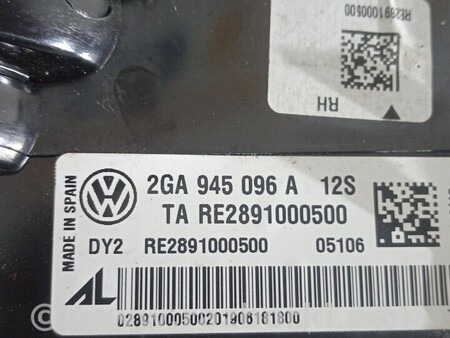 RE2891000500
RH
MADE IN SPAIN
2GA 945 096 A 12S
TA RE2891000500
DY2 RE2891000500 05106
AL
02891000500201906181800